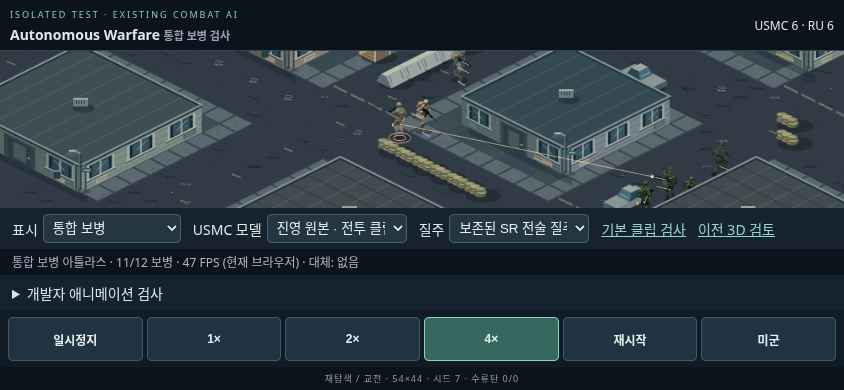 ISOLATED TEST · EXISTING COMBAT AI
Autonomous Warfare 통합 보병 검사
USMC 6 · RU 6
표시 통합 보병 USMC 모델 진영 원본 · 전투 클립 질주 보존된 SR 전술 질주 기본 클립 검사 이전 3D 검토
통합 보병 아틀라스 · 11/12 보병 · 47 FPS (현재 브라우저) · 대체: 없음
▶ 개발자 애니메이션 검사
일시정지 1× 2× 4× 재시작 미군
재탐색 / 교전 · 54×44 · 시드 7 · 수류탄 0/0